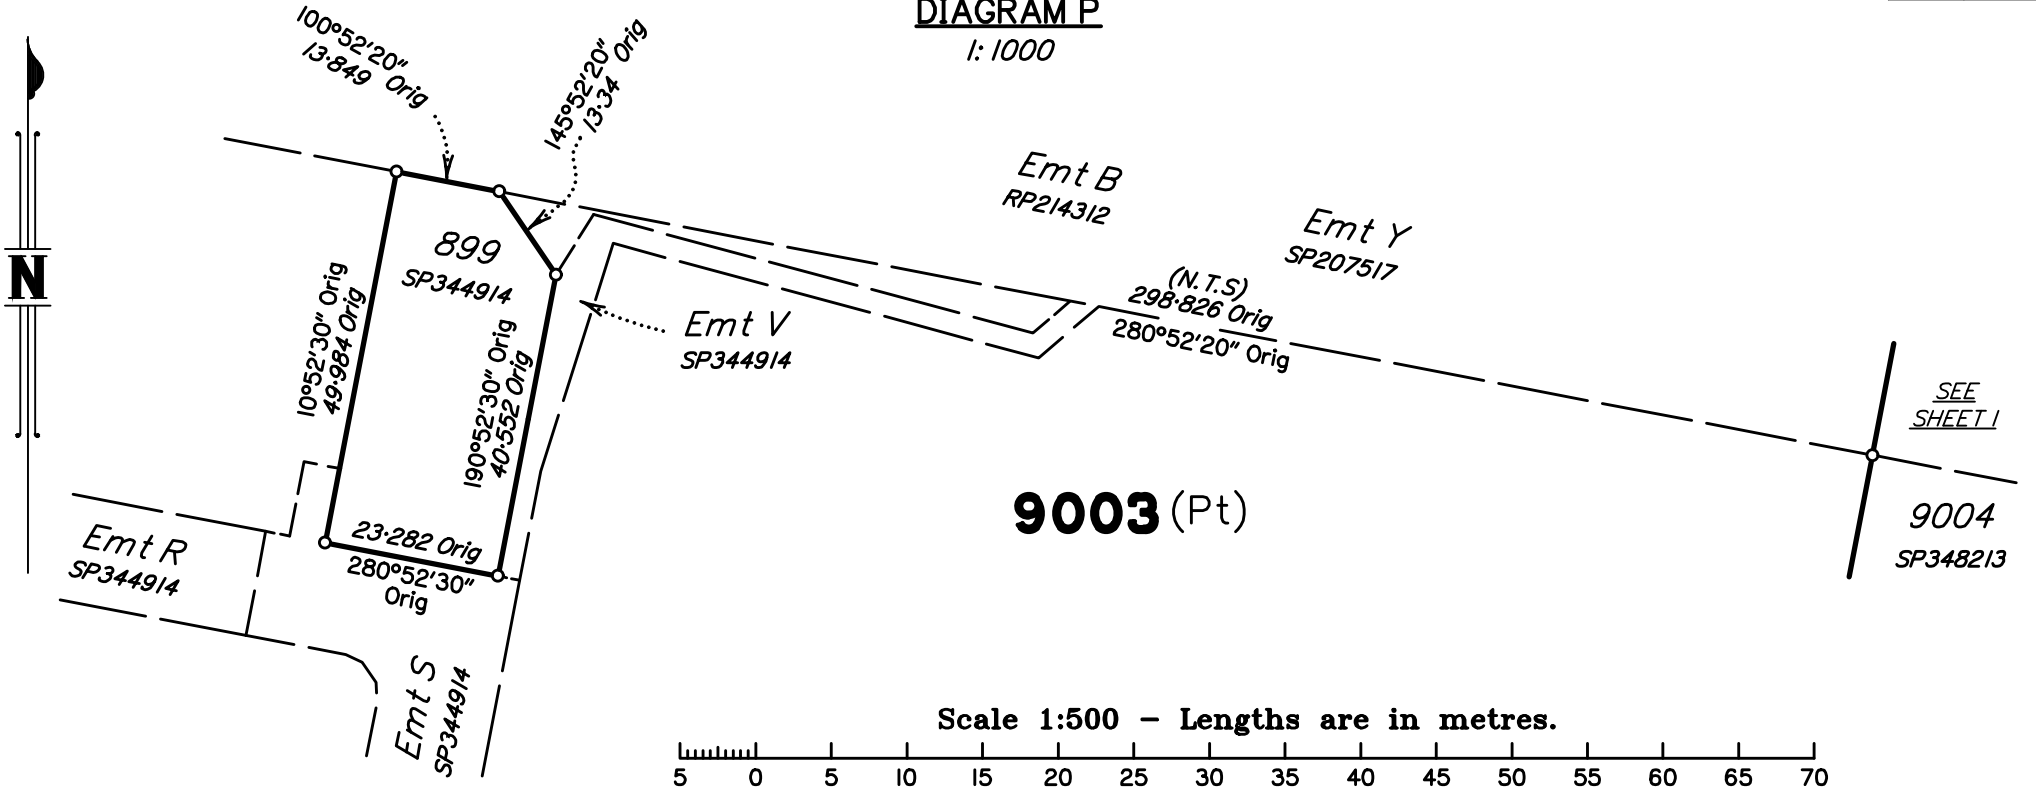 DIAGRAM P
1:1000
100°52'20"
13·849 Orig
145°52'20"
13·34 Orig
N
899
SP344914
10°52'30" Orig
49·984 Orig
190°52'30" Orig
40·552 Orig
23·282 Orig
280°52'30"
Orig
Emt V
SP344914
Emt B
RP214312
Emt Y
SP207517
(N.T.S)
298·826 Orig
280°52'20" Orig
SEE
SHEET 1
9003 (Pt)
9004
SP348213
Emt R
SP344914
Emt S
SP344914
Scale 1:500 – Lengths are in metres.
5 0 5 10 15 20 25 30 35 40 45 50 55 60 65 70